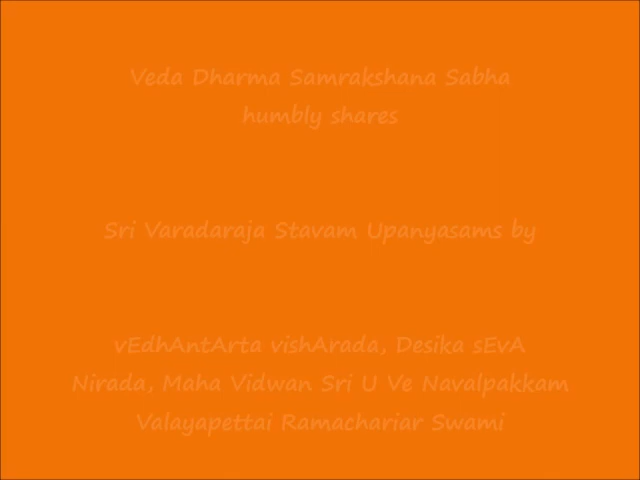 Veda Dharma Samrakshana Sabha
humbly shares
Sri Varadaraja Stavam Upanyasams by
vEdhAntArta vishArada, Desika sEvA
Nirada, Maha Vidwan Sri U Ve Navalpakkam
Valayapettai Ramachariar Swami